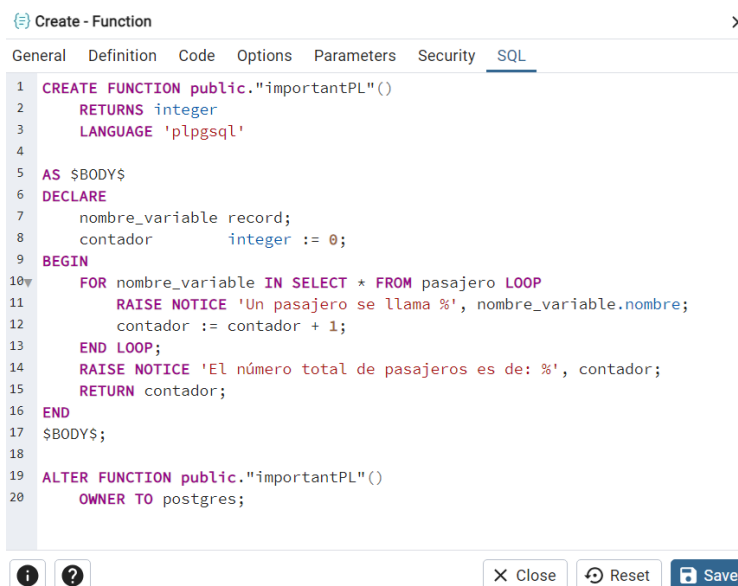 Create - Function
General Definition Code Options Parameters Security SQL
1 CREATE FUNCTION public."importantPL"()
2 RETURNS integer
3 LANGUAGE 'plpgsql'
4
5 AS $BODY$
6 DECLARE
7 nombre_variable record;
8 contador integer := 0;
9 BEGIN
10 FOR nombre_variable IN SELECT * FROM pasajero LOOP
11 RAISE NOTICE 'Un pasajero se llama %', nombre_variable.nombre;
12 contador := contador + 1;
13 END LOOP;
14 RAISE NOTICE 'El número total de pasajeros es de: %', contador;
15 RETURN contador;
16 END
17 $BODY$;
18
19 ALTER FUNCTION public."importantPL"()
20 OWNER TO postgres;
Close Reset Save